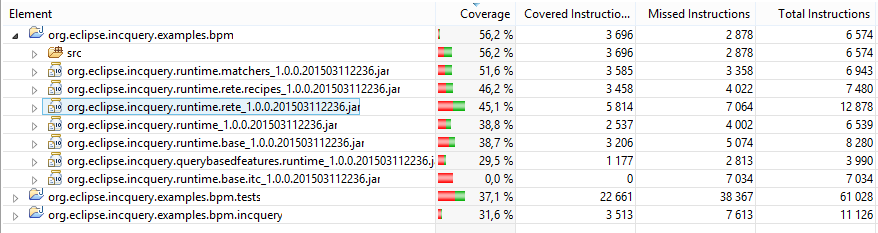 Element Coverage Covered Instructio... Missed Instructions Total Instructions
org.eclipse.incquery.examples.bpm 56,2 % 3 696 2 878 6 574
src 56,2 % 3 696 2 878 6 574
org.eclipse.incquery.runtime.matchers_1.0.0.201503112236.jar 51,6 % 3 585 3 358 6 943
org.eclipse.incquery.runtime.rete.recipes_1.0.0.201503112236.jar 46,2 % 3 458 4 022 7 480
org.eclipse.incquery.runtime.rete_1.0.0.201503112236.jar 45,1 % 5 814 7 064 12 878
org.eclipse.incquery.runtime_1.0.0.201503112236.jar 38,8 % 2 537 4 002 6 539
org.eclipse.incquery.runtime.base_1.0.0.201503112236.jar 38,7 % 3 206 5 074 8 280
org.eclipse.incquery.querybasedfeatures.runtime_1.0.0.201503112236.j 29,5 % 1 177 2 813 3 990
org.eclipse.incquery.runtime.base.itc_1.0.0.201503112236.jar 0,0 % 0 7 034 7 034
org.eclipse.incquery.examples.bpm.tests 37,1 % 22 661 38 367 61 028
org.eclipse.incquery.examples.bpm.incquery 31,6 % 3 513 7 613 11 126